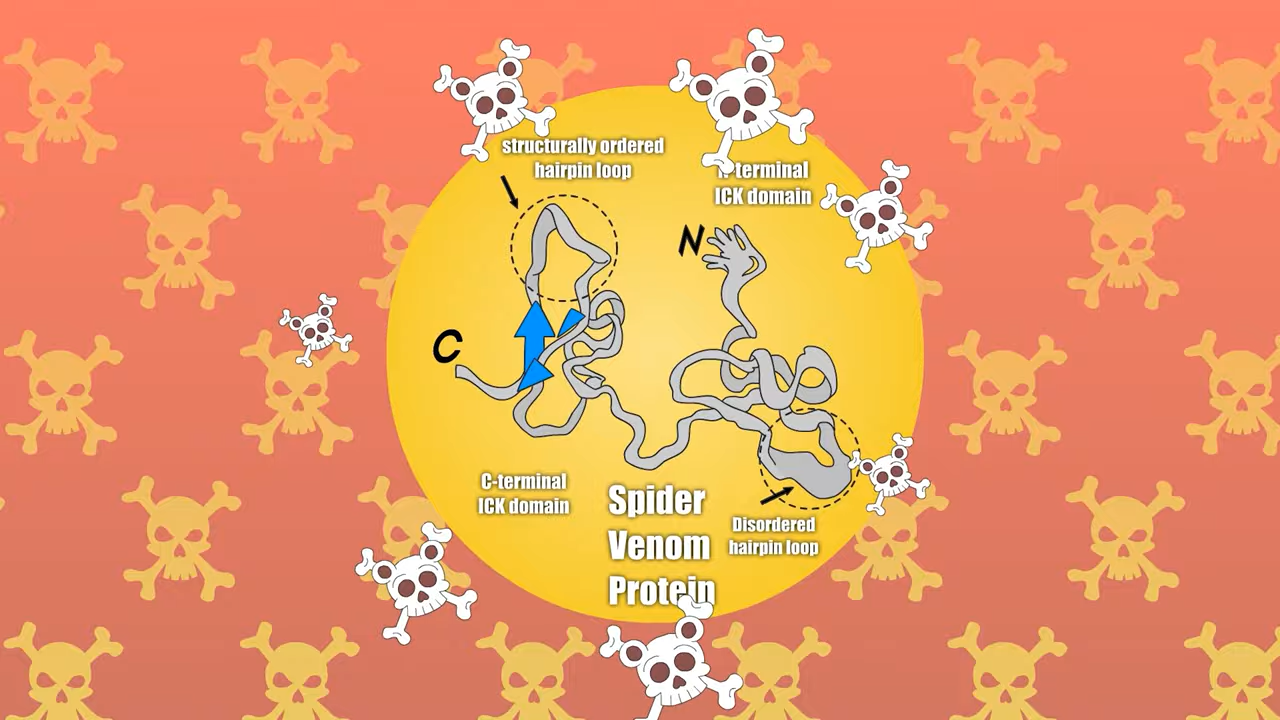 structurally ordered
hairpin loop
terminal
ICK domain
N
C
C-terminal
ICK domain
Spider
Venom
Protein
Disordered
hairpin loop